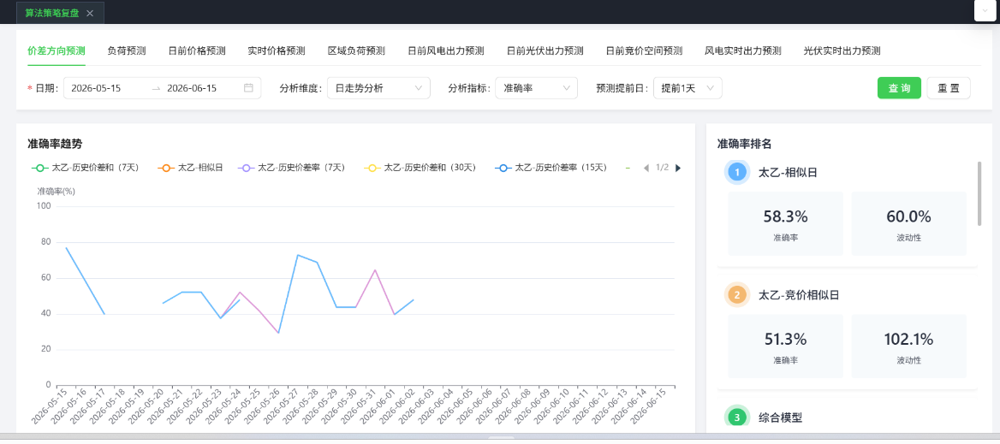 算法策略复盘
价差方向预测 负荷预测 日前价格预测 实时价格预测 区域负荷预测 日前风电出力预测 日前光伏出力预测 日前竞价空间预测 风电实时出力预测 光伏实时出力预测
* 日期: 2026-05-15 → 2026-06-15 分析维度: 日走势分析 分析指标: 准确率 预测提前日: 提前1天 查询 重置
准确率趋势
太乙-历史价差和（7天） 太乙-相似日 太乙-历史价差率（7天） 太乙-历史价差和（30天） 太乙-历史价差率（15天） 1/2
准确率(%)
100
80
60
40
20
0
2026-05-15 2026-05-16 2026-05-17 2026-05-18 2026-05-19 2026-05-20 2026-05-21 2026-05-22 2026-05-23 2026-05-24 2026-05-25 2026-05-26 2026-05-27 2026-05-28 2026-05-29 2026-05-30 2026-05-31 2026-06-01 2026-06-02 2026-06-03 2026-06-04 2026-06-05 2026-06-06 2026-06-07 2026-06-08 2026-06-09 2026-06-10 2026-06-11 2026-06-12 2026-06-13 2026-06-14 2026-06-15
准确率排名
1 太乙-相似日
58.3% 60.0%
准确率 波动性
2 太乙-竞价相似日
51.3% 102.1%
准确率 波动性
3 综合模型